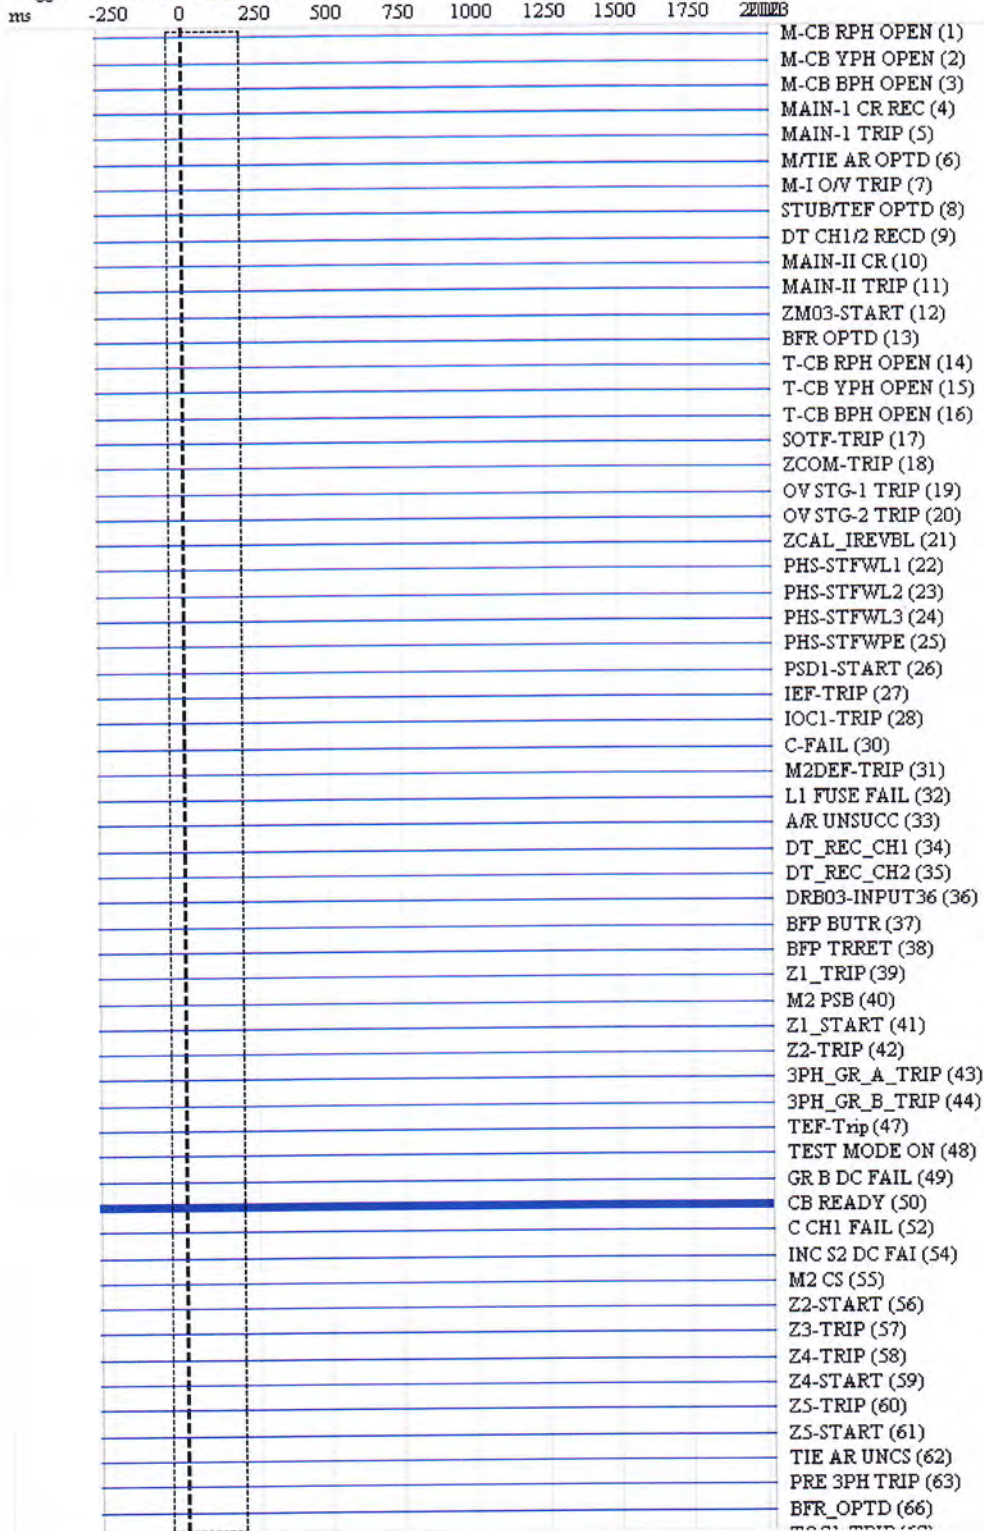 ms -250 0 250 500 750 1000 1250 1500 1750
M-CB RPH OPEN (1)
M-CB YPH OPEN (2)
M-CB BPH OPEN (3)
MAIN-1 CR REC (4)
MAIN-1 TRIP (5)
M/TIE AR OPTD (6)
M-I O/V TRIP (7)
STUB/TEF OPTD (8)
DT CH1/2 RECD (9)
MAIN-II CR (10)
MAIN-II TRIP (11)
ZM03-START (12)
BFR OPTD (13)
T-CB RPH OPEN (14)
T-CB YPH OPEN (15)
T-CB BPH OPEN (16)
SOTF-TRIP (17)
ZCOM-TRIP (18)
OV STG-1 TRIP (19)
OV STG-2 TRIP (20)
ZCAL_IREVBL (21)
PHS-STFWL1 (22)
PHS-STFWL2 (23)
PHS-STFWL3 (24)
PHS-STFWPE (25)
PSD1-START (26)
IEF-TRIP (27)
IOC1-TRIP (28)
C-FAIL (30)
M2DEF-TRIP (31)
L1 FUSE FAIL (32)
A/R UNSUCC (33)
DT_REC_CH1 (34)
DT_REC_CH2 (35)
DRB03-INPUT36 (36)
BFP BUTR (37)
BFP TRRET (38)
Z1_TRIP (39)
M2 PSB (40)
Z1_START (41)
Z2-TRIP (42)
3PH_GR_A_TRIP (43)
3PH_GR_B_TRIP (44)
TEF-Trip (47)
TEST MODE ON (48)
GR B DC FAIL (49)
CB READY (50)
C CH1 FAIL (52)
INC S2 DC FAI (54)
M2 CS (55)
Z2-START (56)
Z3-TRIP (57)
Z4-TRIP (58)
Z4-START (59)
Z5-TRIP (60)
Z5-START (61)
TIE AR UNCS (62)
PRE 3PH TRIP (63)
BFR_OPTD (66)